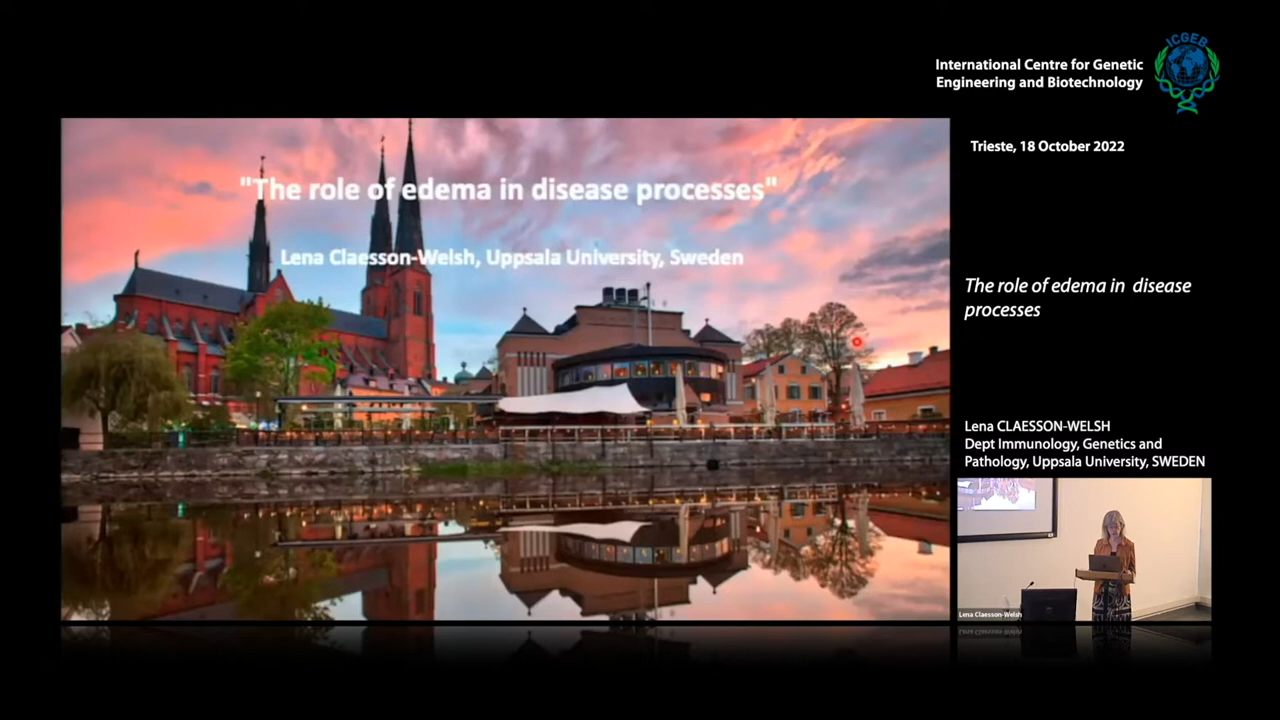 International Centre for Genetic
Engineering and Biotechnology
ICGEB
Trieste, 18 October 2022
"The role of edema in disease processes"
Lena Claesson-Welsh, Uppsala University, Sweden
The role of edema in disease
processes
Lena CLAESSON-WELSH
Dept Immunology, Genetics and
Pathology, Uppsala University, SWEDEN
Lena Claesson-Welsh